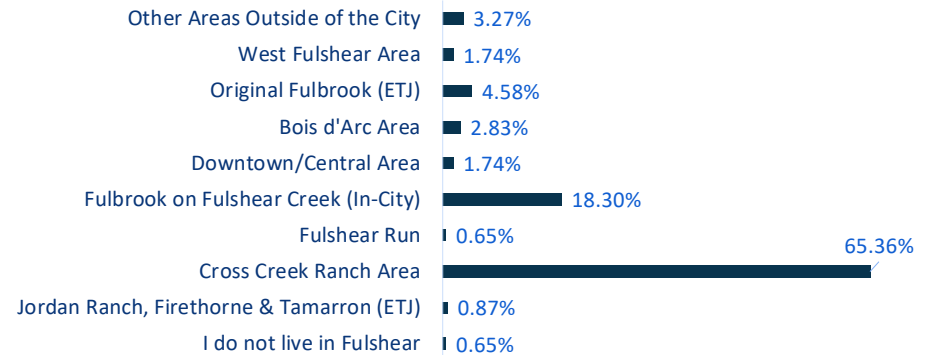 Other Areas Outside of the City 3.27%
West Fulshear Area 1.74%
Original Fulbrook (ETJ) 4.58%
Bois d'Arc Area 2.83%
Downtown/Central Area 1.74%
Fulbrook on Fulshear Creek (In-City) 18.30%
Fulshear Run 0.65%
Cross Creek Ranch Area 65.36%
Jordan Ranch, Firethorne & Tamarron (ETJ) 0.87%
I do not live in Fulshear 0.65%